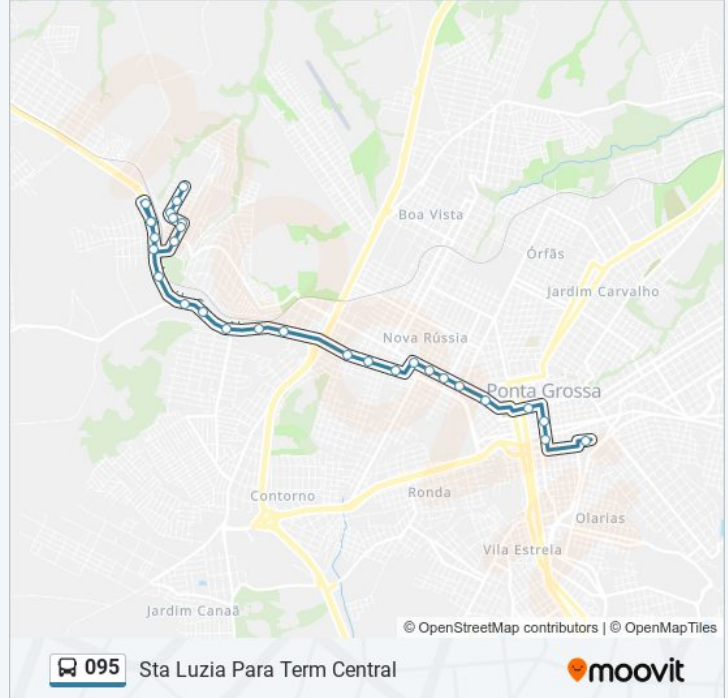 Boa Vista
Órfãs
Jardim Carvalho
Nova Rússia
Ponta Grossa
Contorno
Ronda
Olarias
Vila Estrela
Jardim Canaã
© OpenStreetMap contributors | © OpenMapTiles
095 Sta Luzia Para Term Central
moovit